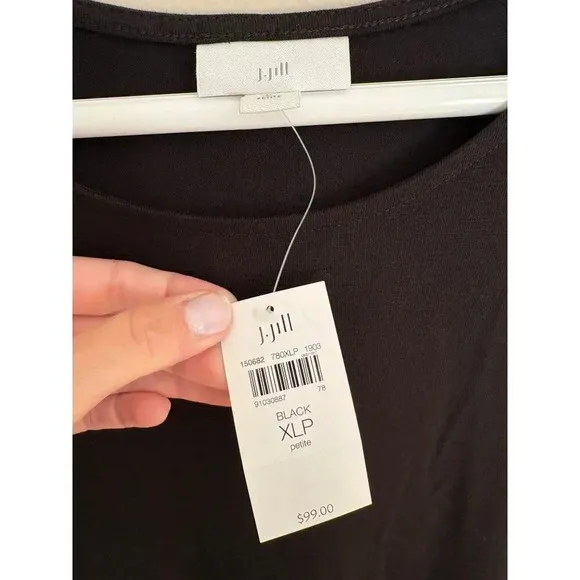 J.Jill
PETITE
J.Jill
150682 780XLP 1903
91030887 78
BLACK
XLP
petite
$99.00